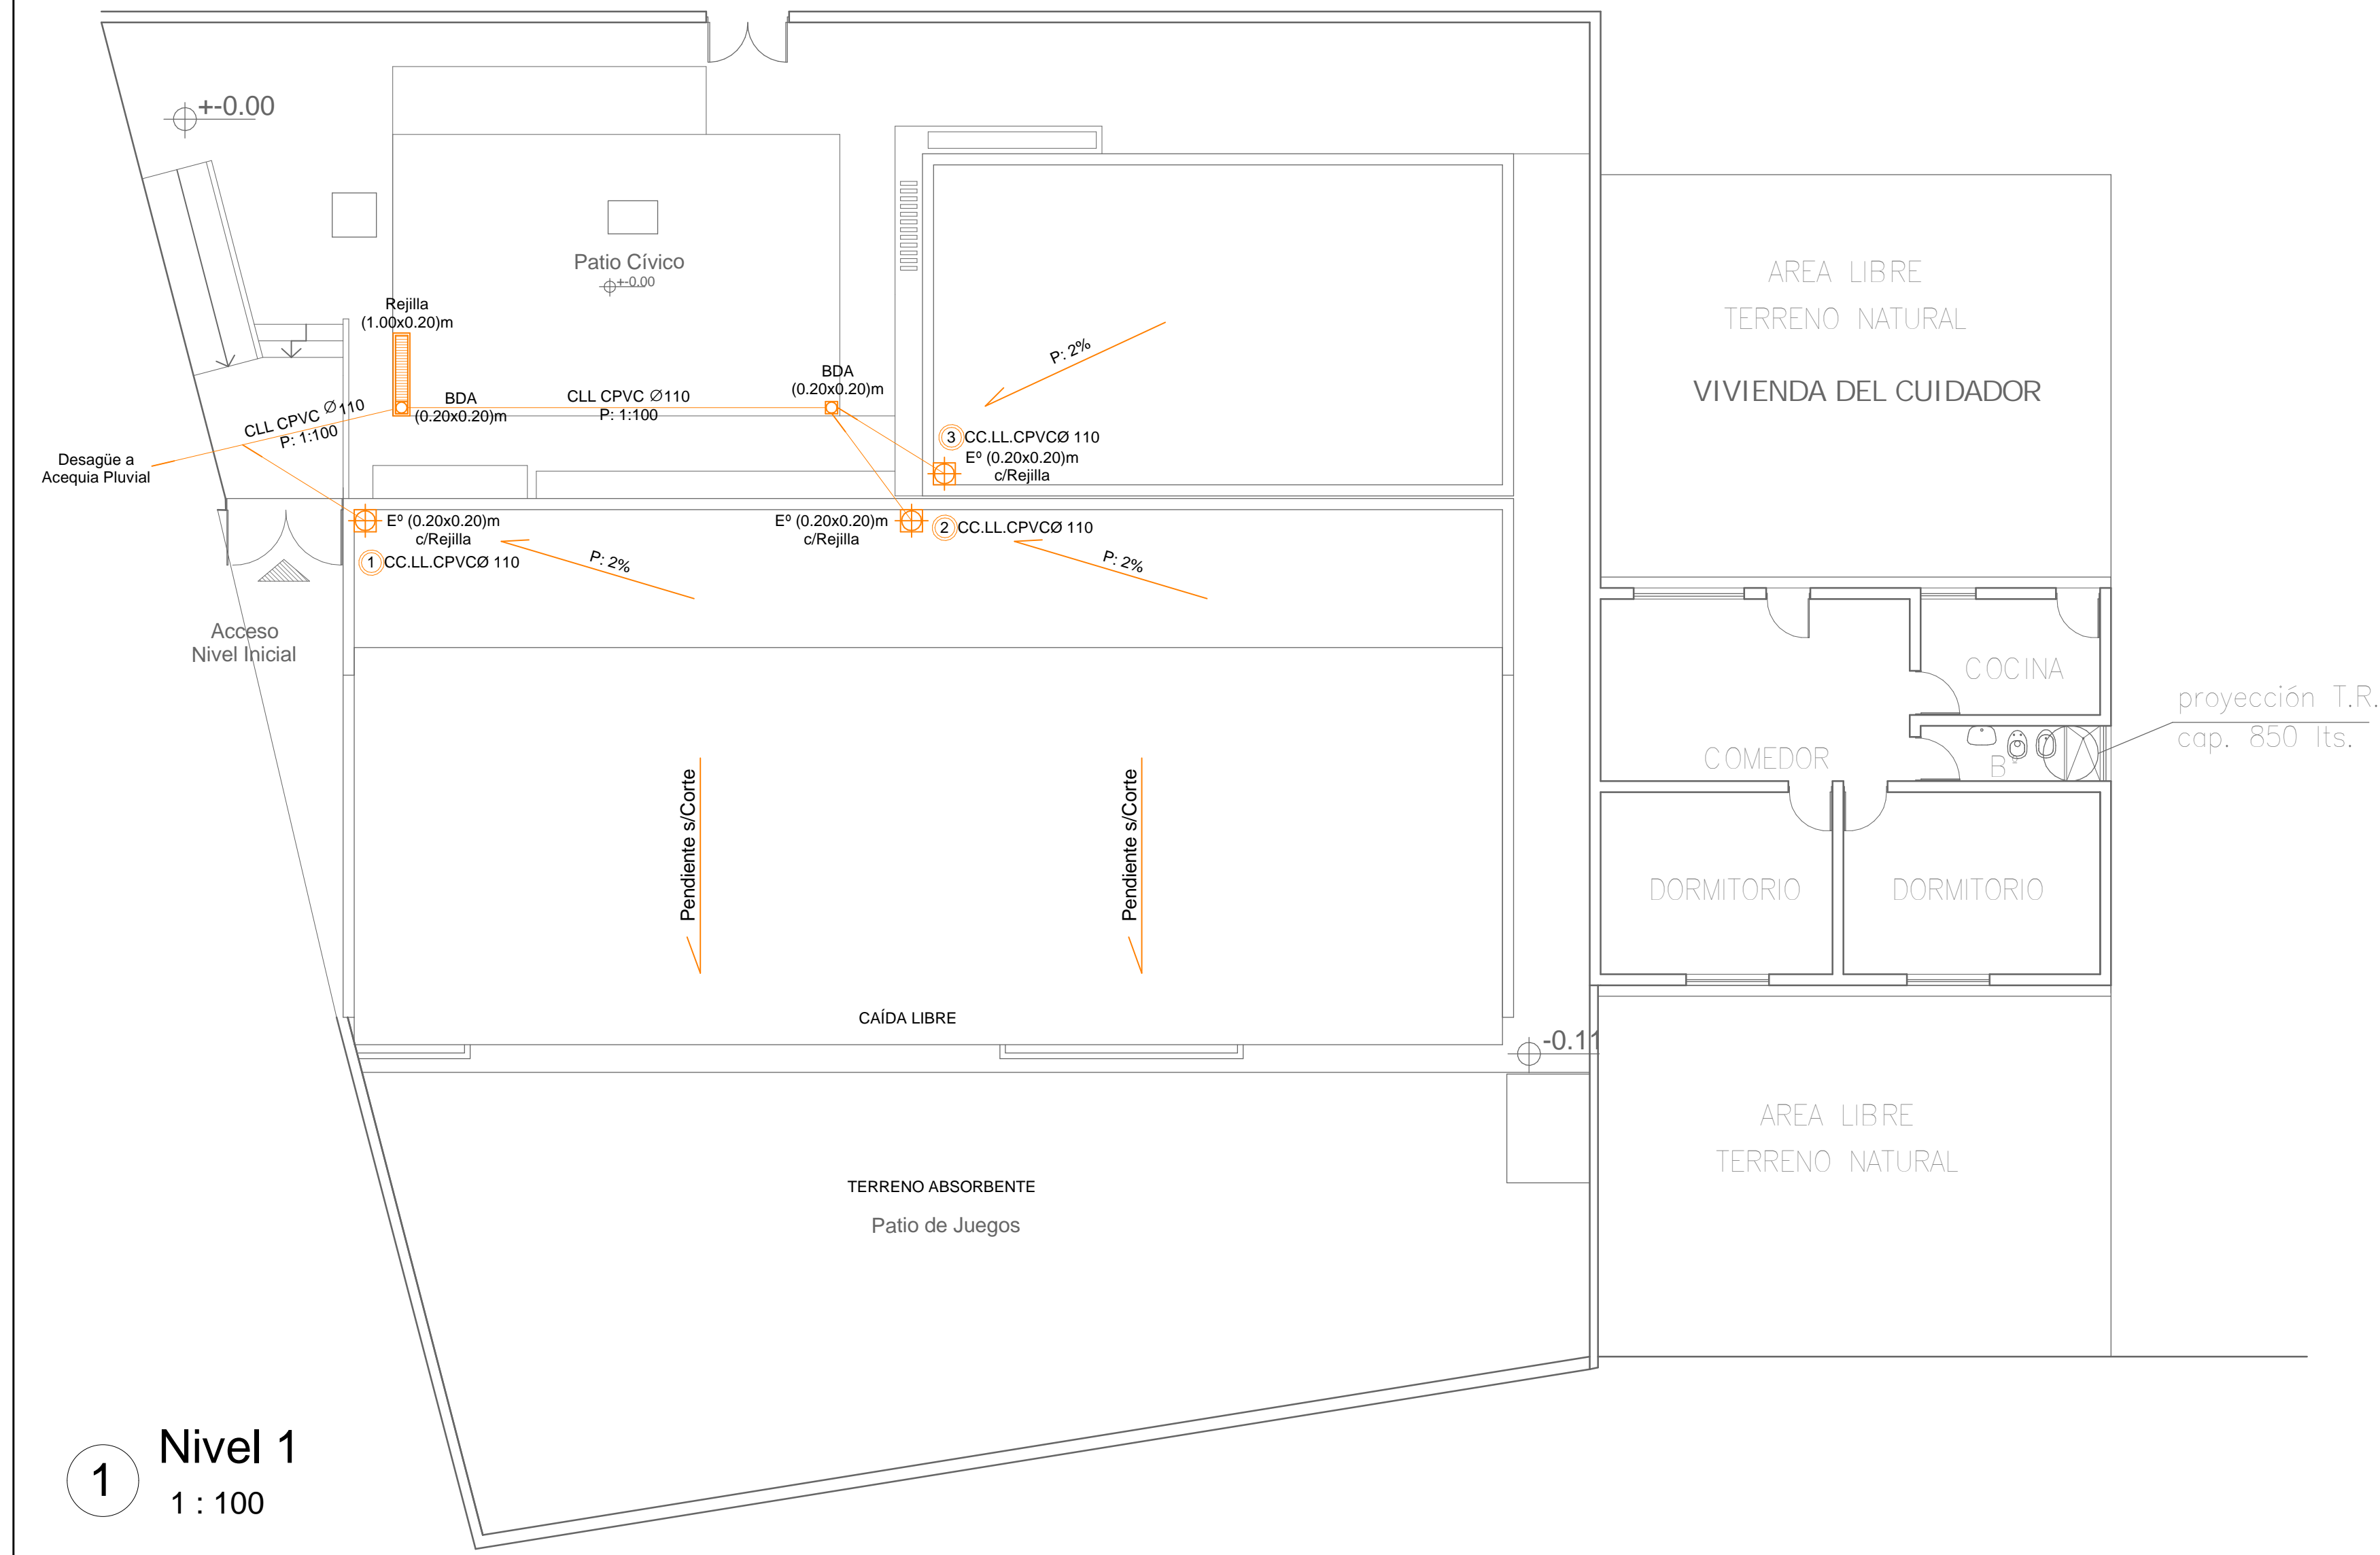 +-0.00
Patio Cívico
+-0.00
Rejilla
(1.00x0.20)m
BDA
(0.20x0.20)m
CLL CPVC Ø110
P: 1:100
BDA
(0.20x0.20)m
CLL CPVC Ø110
P: 1:100
Desagüe a
Acequia Pluvial
P: 2%
3 CC.LL.CPVCØ 110
Eº (0.20x0.20)m
c/Rejilla
Eº (0.20x0.20)m
c/Rejilla
1 CC.LL.CPVCØ 110
Eº (0.20x0.20)m
c/Rejilla
2 CC.LL.CPVCØ 110
P: 2%
P: 2%
Acceso
Nivel Inicial
Pendiente s/Corte
Pendiente s/Corte
CAÍDA LIBRE
-0.11
TERRENO ABSORBENTE
Patio de Juegos
AREA LIBRE
TERRENO NATURAL
VIVIENDA DEL CUIDADOR
COCINA
proyección T.R.
cap. 850 lts.
COMEDOR
B°
DORMITORIO
DORMITORIO
AREA LIBRE
TERRENO NATURAL
1
Nivel 1
1 : 100